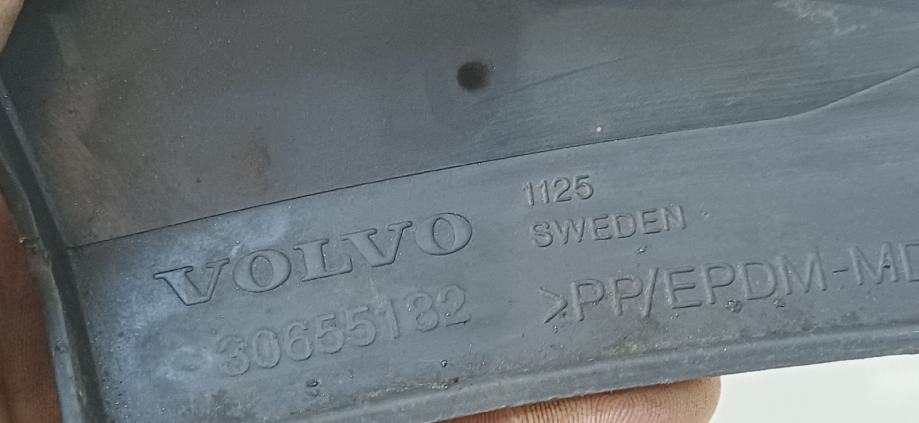 VOLVO
30655182
1125
SWEDEN
>PP/EPDM-MD